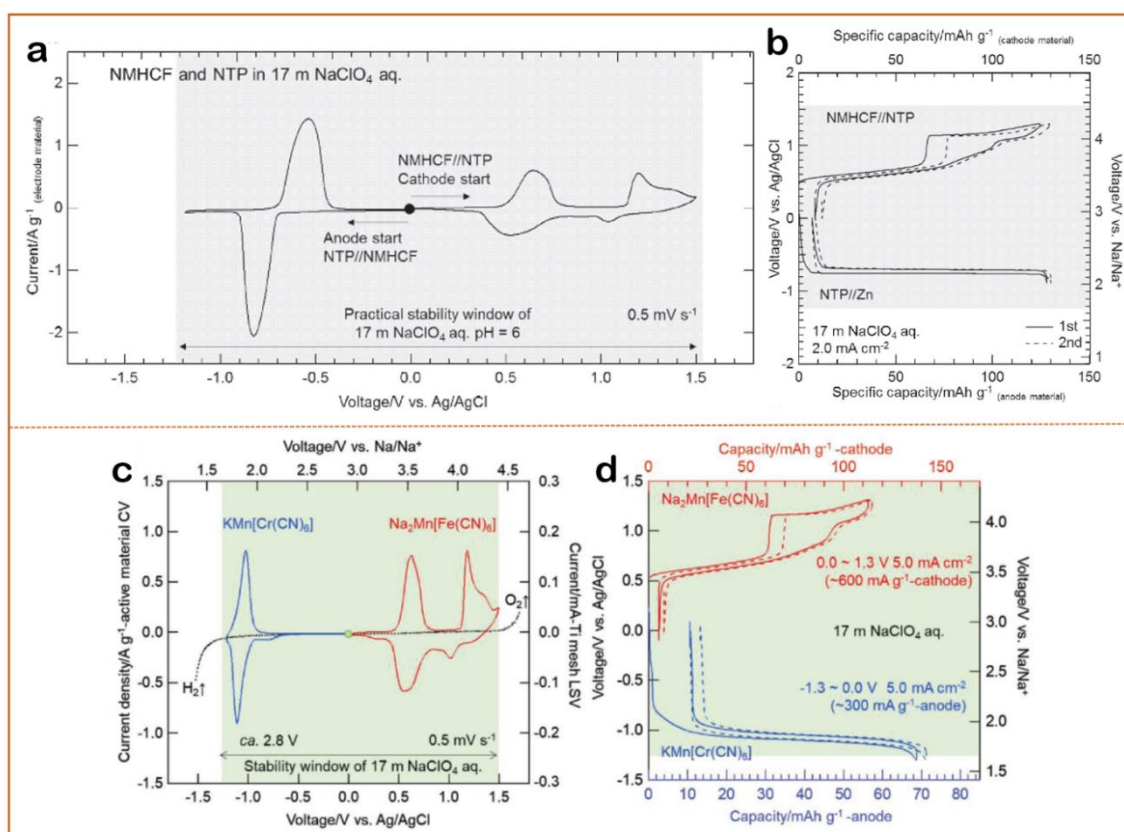 a
NMHCF and NTP in 17 m NaClO₄ aq.
Current/A g⁻¹ (electrode material)
2
1
0
-1
-2
NMHCF//NTP
Cathode start
Anode start
NTP//NMHCF
Practical stability window of
17 m NaClO₄ aq. pH = 6
0.5 mV s⁻¹
-1.5 -1.0 -0.5 0.0 0.5 1.0 1.5
Voltage/V vs. Ag/AgCl
b
Specific capacity/mAh g⁻¹ (cathode material)
0 50 100 150
Voltage/V vs. Ag/AgCl
2
1
0
-1
-2
NMHCF//NTP
NTP//Zn
17 m NaClO₄ aq.
2.0 mA cm⁻²
1st
2nd
Voltage/V vs. Na/Na⁺
4
3
2
1
0 50 100 150
Specific capacity/mAh g⁻¹ (anode material)
c
Voltage/V vs. Na/Na⁺
1.5 2.0 2.5 3.0 3.5 4.0 4.5
Current density/A g⁻¹-active material CV
1.5
1.0
0.5
0.0
-0.5
-1.0
-1.5
KMn[Cr(CN)₆]
Na₂Mn[Fe(CN)₆]
O₂↑
H₂↑
ca. 2.8 V
0.5 mV s⁻¹
Stability window of 17 m NaClO₄ aq.
Current/mA-Ti mesh LSV
0.3
0.2
0.1
0.0
-0.1
-0.2
-0.3
-1.5 -1.0 -0.5 0.0 0.5 1.0 1.5
Voltage/V vs. Ag/AgCl
d
Capacity/mAh g⁻¹-cathode
0 50 100 150
Voltage/V vs. Ag/AgCl
1.5
1.0
0.5
0.0
-0.5
-1.0
-1.5
Na₂Mn[Fe(CN)₆]
0.0 ~ 1.3 V 5.0 mA cm⁻²
(~600 mA g⁻¹-cathode)
17 m NaClO₄ aq.
-1.3 ~ 0.0 V 5.0 mA cm⁻²
(~300 mA g⁻¹-anode)
KMn[Cr(CN)₆]
Voltage/V vs. Na/Na⁺
4.0
3.5
3.0
2.5
2.0
1.5
0 10 20 30 40 50 60 70 80
Capacity/mAh g⁻¹-anode